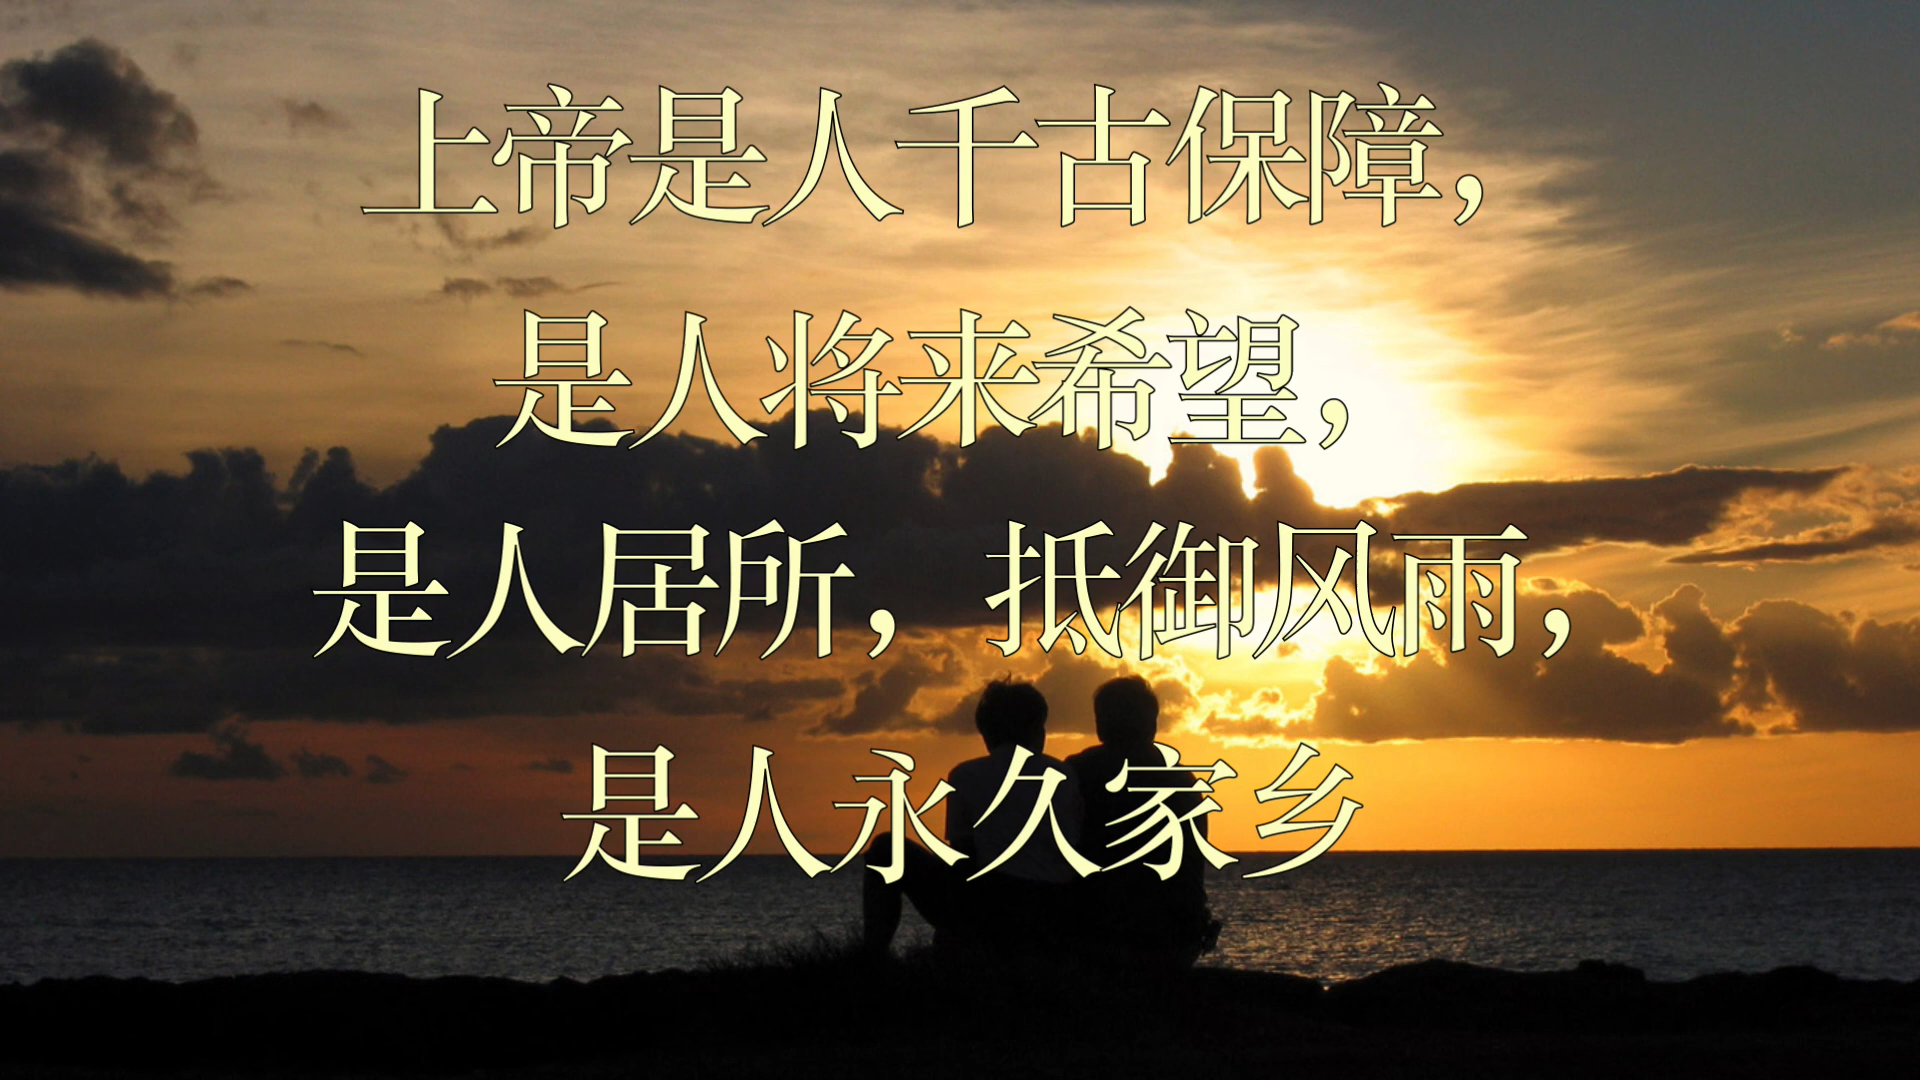 上帝是人千古保障，
是人将来希望，
是人居所，抵御风雨，
是人永久家乡